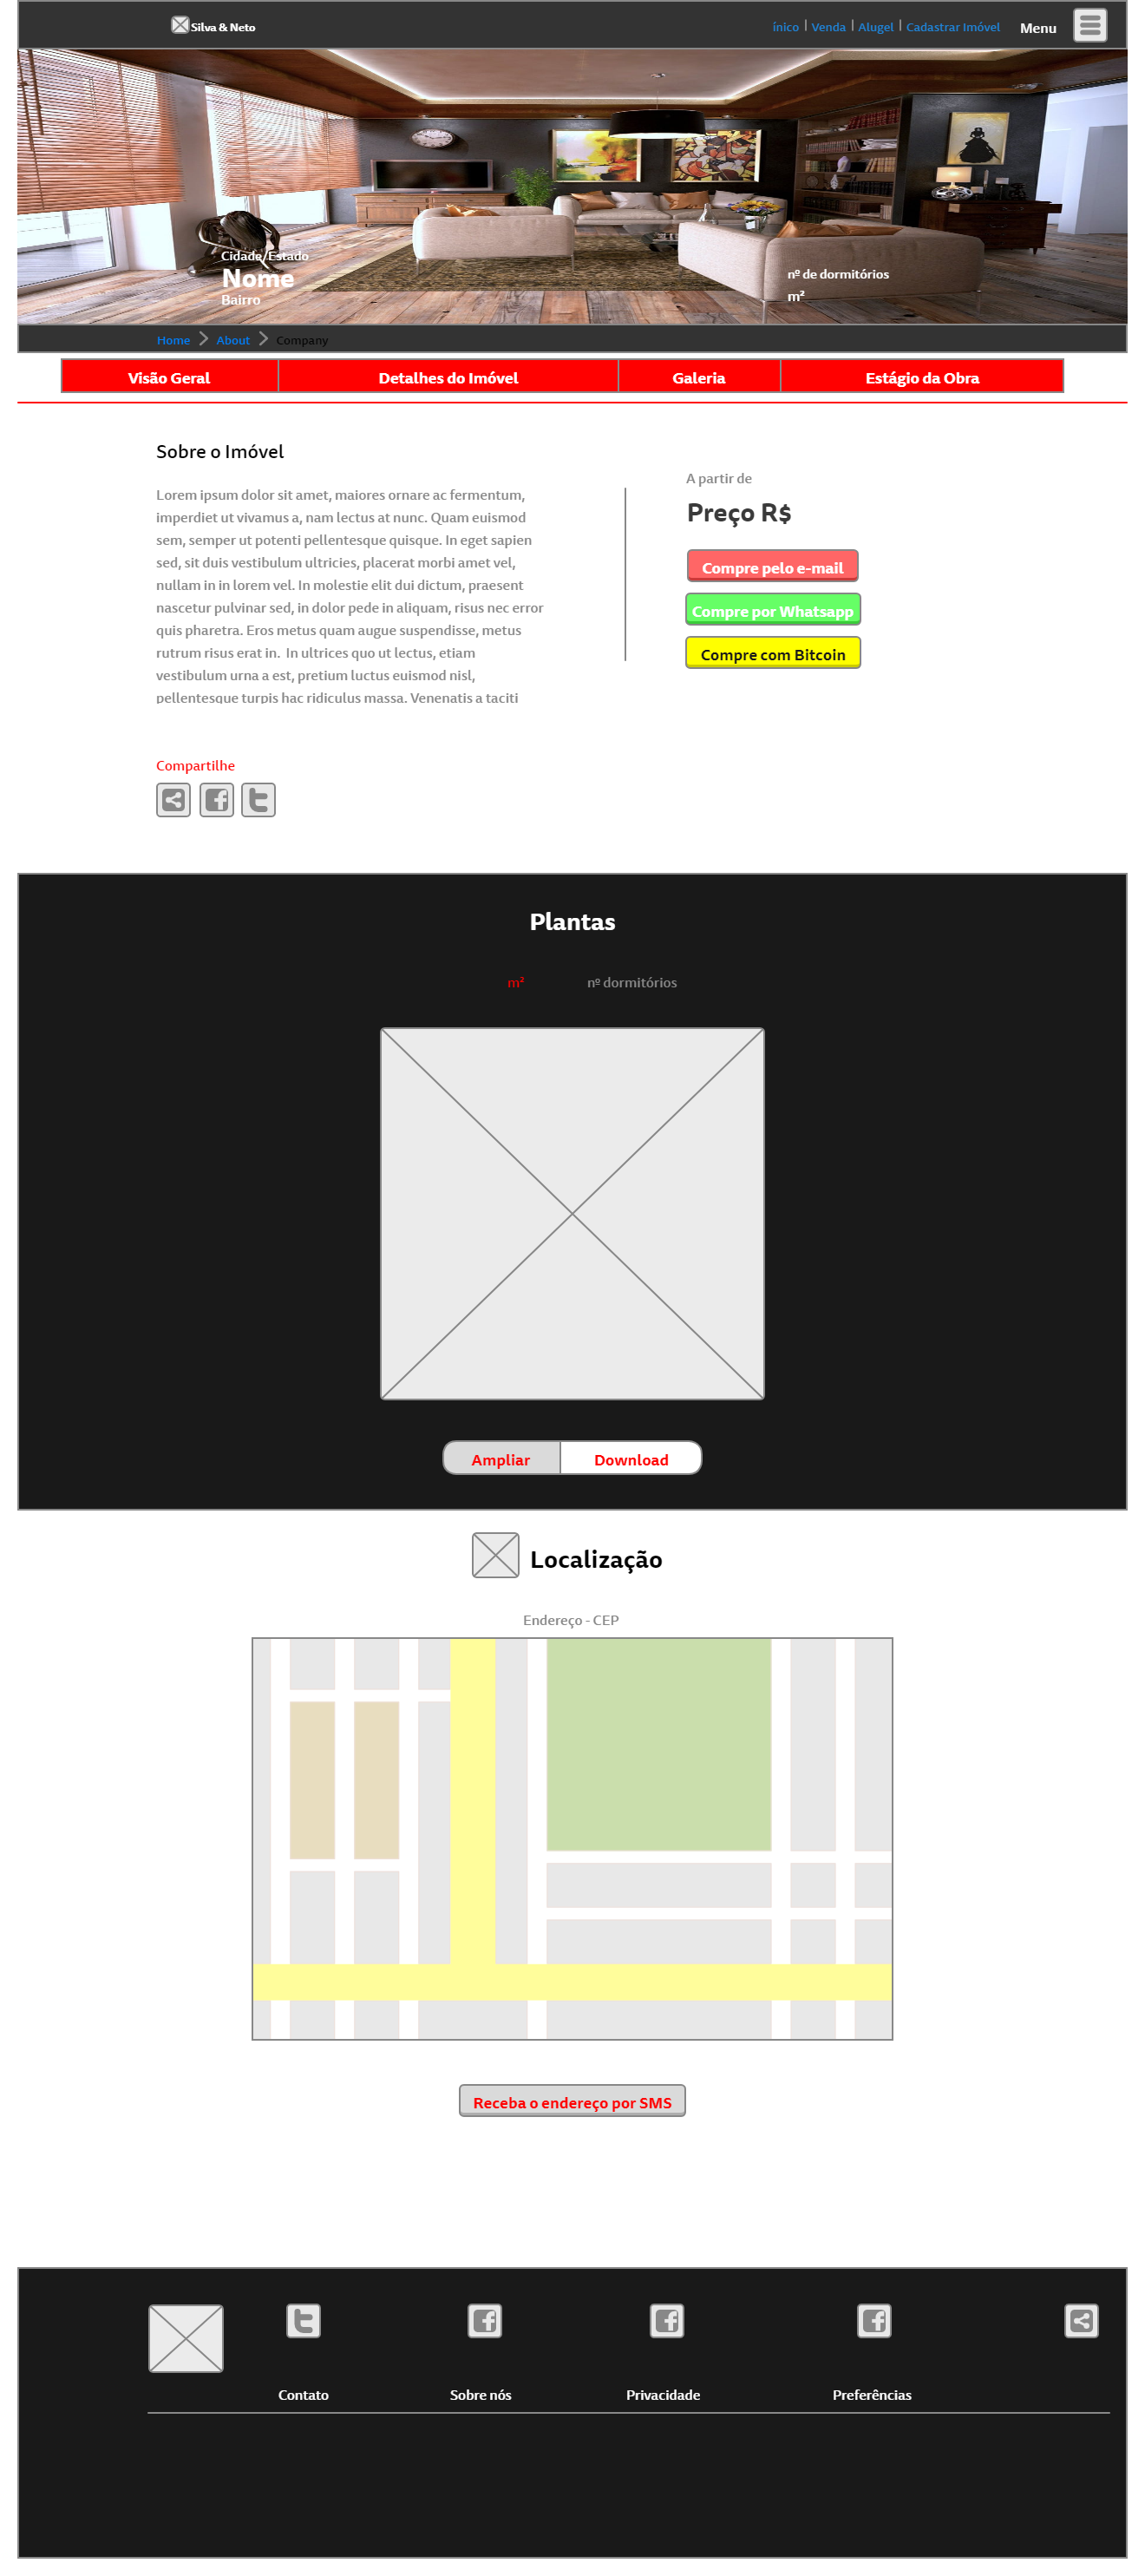 Silva & Neto
ínico | Venda | Alugel | Cadastrar Imóvel
Menu
Cidade/Estado
Nome
Bairro
nº de dormitórios
m²
Home
About
Company
Visão Geral
Detalhes do Imóvel
Galeria
Estágio da Obra
Sobre o Imóvel
Lorem ipsum dolor sit amet, maiores ornare ac fermentum,
imperdiet ut vivamus a, nam lectus at nunc. Quam euismod
sem, semper ut potenti pellentesque quisque. In eget sapien
sed, sit duis vestibulum ultricies, placerat morbi amet vel,
nullam in in lorem vel. In molestie elit dui dictum, praesent
nascetur pulvinar sed, in dolor pede in aliquam, risus nec error
quis pharetra. Eros metus quam augue suspendisse, metus
rutrum risus erat in.  In ultrices quo ut lectus, etiam
vestibulum urna a est, pretium luctus euismod nisl,
pellentesque turpis hac ridiculus massa. Venenatis a taciti
A partir de
Preço R$
Compre pelo e-mail
Compre por Whatsapp
Compre com Bitcoin
Compartilhe
Plantas
m²
nº dormitórios
Ampliar
Download
Localização
Endereço - CEP
Receba o endereço por SMS
Contato
Sobre nós
Privacidade
Preferências